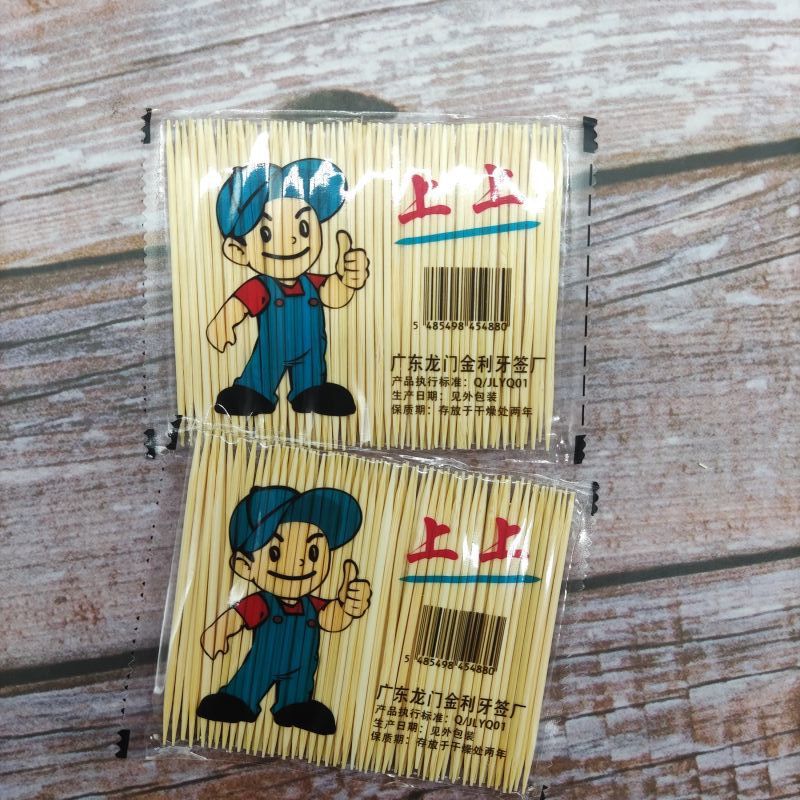 上上
5 485498 454880
广东龙门金利牙签厂
产品执行标准：Q/JLYQ01
生产日期：见外包装
保质期：存放于干燥处两年
上上
5 485498 454880
广东龙门金利牙签厂
产品执行标准：Q/JLYQ01
生产日期：见外包装
保质期：存放于干燥处两年